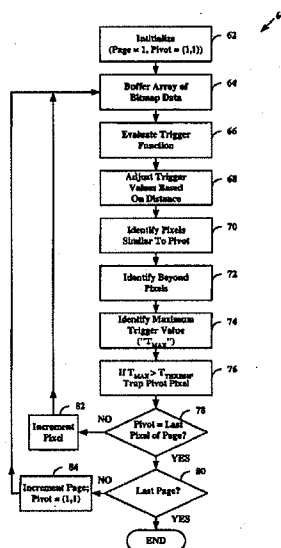 6
Initialize
(Page = 1, Pivot = (1,1))
62
Buffer Array of
Bitmap Data
64
Evaluate Trigger
Function
66
Adjust Trigger
Values Based
On Distance
68
Identify Pixels
Similar To Pivot
70
Identify Beyond
Pixels
72
Identify Maximum
Trigger Value
("TMAX")
74
If TMAX > TTHRESH,
Trap Pivot Pixel
76
78
Pivot = Last
Pixel of Page?
NO
82
Increment
Pixel
YES
80
Last Page?
NO
84
Increment Page;
Pivot = (1,1)
YES
END